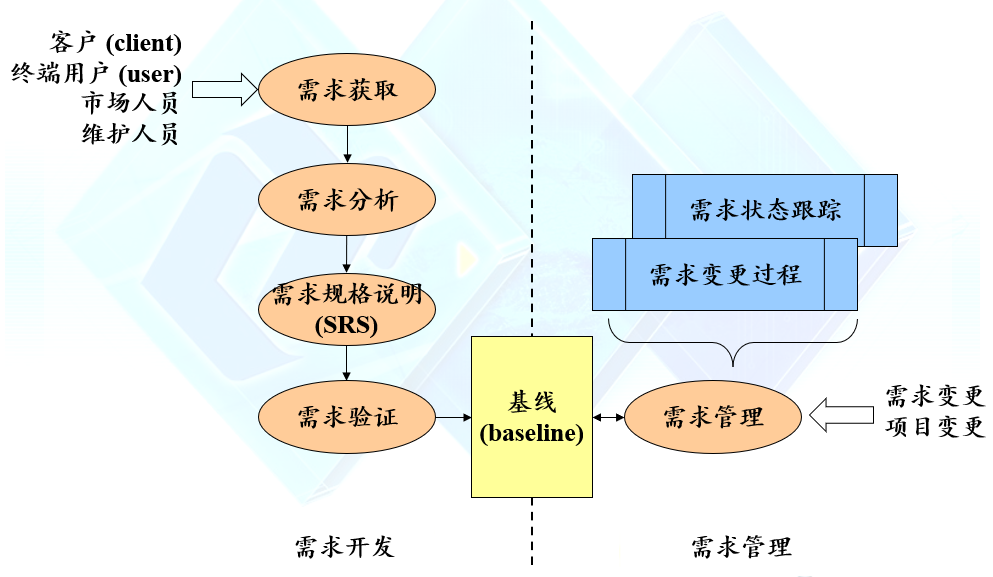 客户 (client)
终端用户 (user)
市场人员
维护人员
需求获取
需求分析
需求规格说明
(SRS)
需求验证
基线
(baseline)
需求状态跟踪
需求变更过程
需求管理
需求变更
项目变更
需求开发
需求管理